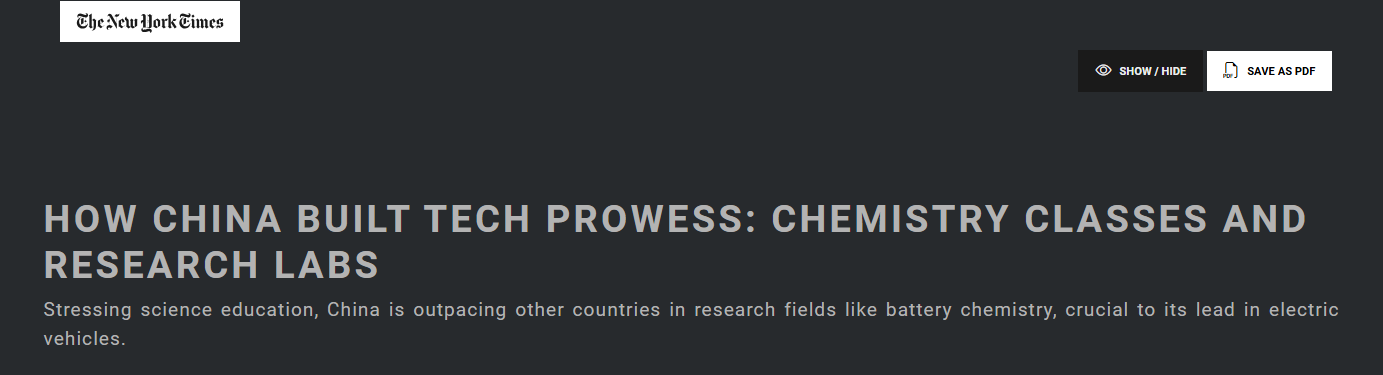 The New York Times
SHOW / HIDE
PDF SAVE AS PDF
HOW CHINA BUILT TECH PROWESS: CHEMISTRY CLASSES AND
RESEARCH LABS
Stressing science education, China is outpacing other countries in research fields like battery chemistry, crucial to its lead in electric
vehicles.